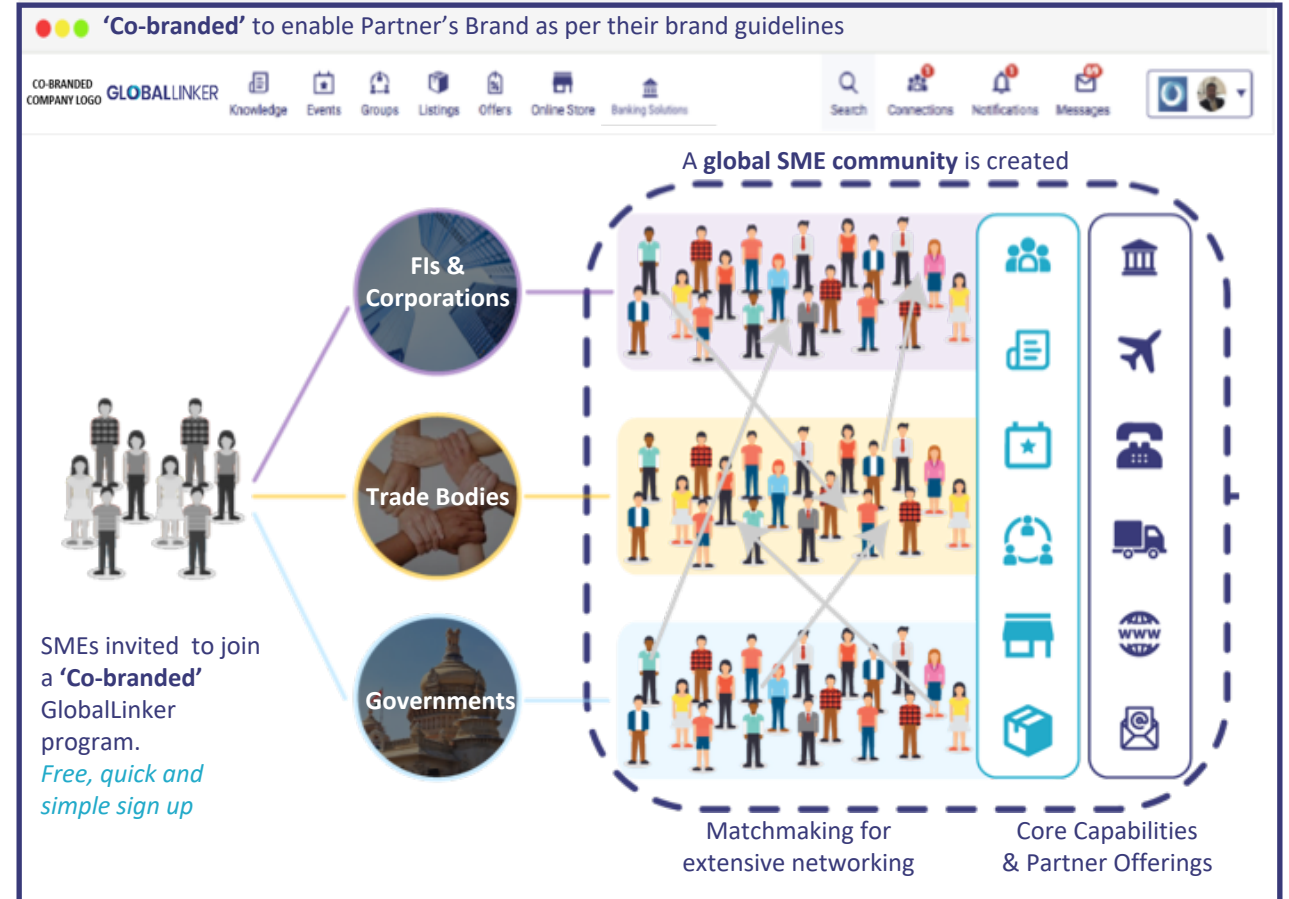 ‘Co-branded’ to enable Partner’s Brand as per their brand guidelines
CO-BRANDED
COMPANY LOGO
GLOBALLINKER
Knowledge
Events
Groups
Listings
Offers
Online Store
Banking Solutions
Search
Connections
Notifications
Messages
A global SME community is created
FIs &
Corporations
Trade Bodies
Governments
SMEs invited to join
a ‘Co-branded’
GlobalLinker
program.
Free, quick and
simple sign up
WWW
@
Matchmaking for
extensive networking
Core Capabilities
& Partner Offerings